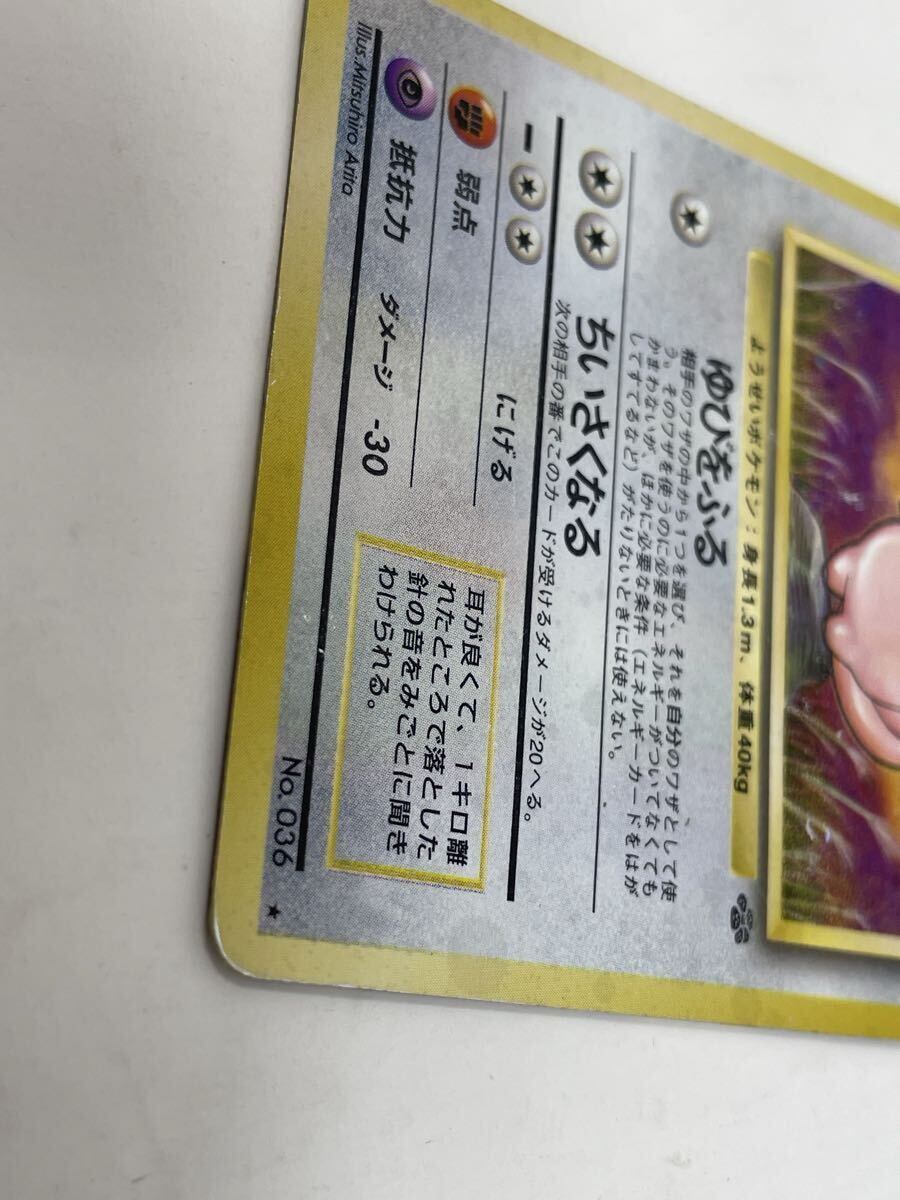 ようせいポケモン：身長1.3m、体重40kg
ゆびをふる
相手のワザの中から1つを選び、それを自分のワザとして使
う。そのワザを使うのに必要なエネルギーがついてなくても
かまわないが、ほかに必要な条件（エネルギーカードをはが
してすてるなど）がたりないときには使えない。
ちいさくなる
次の相手の番でこのカードが受けるダメージが20へる。
にげる
弱点
抵抗力 ダメージ -30
耳が良くて、1キロ離
れたところで落とした
針の音をみごとに聞き
わけられる。
Illus.Mitsuhiro Arita
No.036 ★